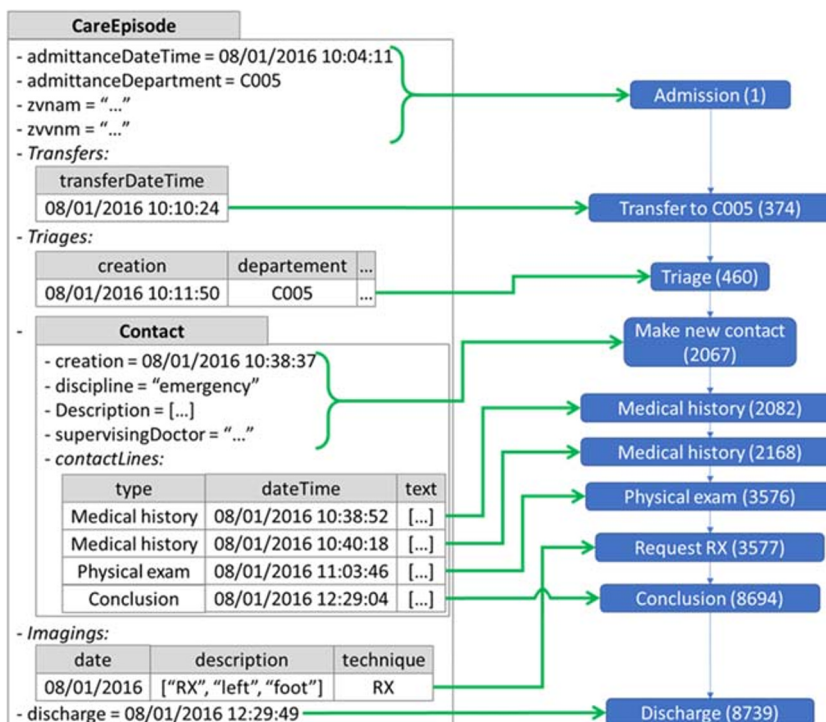 CareEpisode
- admittanceDateTime = 08/01/2016 10:04:11
- admittanceDepartment = C005
- zvnam = “...”
- zvvnm = “...”
- Transfers:
transferDateTime
08/01/2016 10:10:24
- Triages:
creation departement ...
08/01/2016 10:11:50 C005 ...
- Contact
- creation = 08/01/2016 10:38:37
- discipline = “emergency”
- Description = [...]
- supervisingDoctor = “...”
- contactLines:
type dateTime text
Medical history 08/01/2016 10:38:52 [...]
Medical history 08/01/2016 10:40:18 [...]
Physical exam 08/01/2016 11:03:46 [...]
Conclusion 08/01/2016 12:29:04 [...]
- Imagings:
date description technique
08/01/2016 [“RX”, “left”, “foot”] RX
- discharge = 08/01/2016 12:29:49
Admission (1)
Transfer to C005 (374)
Triage (460)
Make new contact
(2067)
Medical history (2082)
Medical history (2168)
Physical exam (3576)
Request RX (3577)
Conclusion (8694)
Discharge (8739)